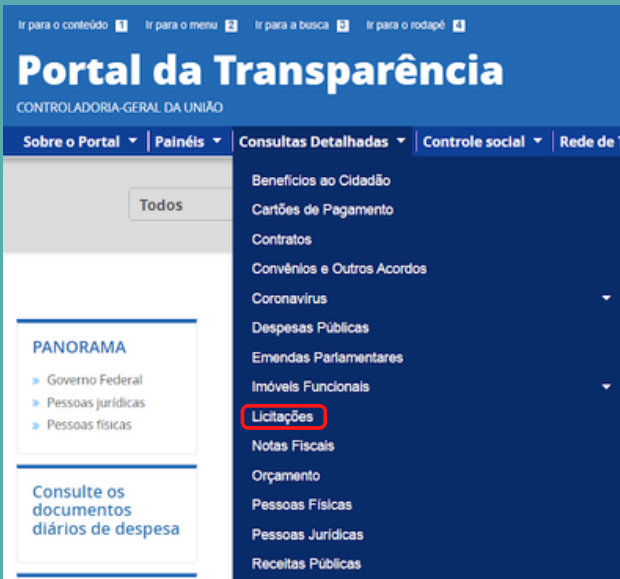 Ir para o conteúdo 1 Ir para o menu 2 Ir para a busca 3 Ir para o rodapé 4
Portal da Transparência
CONTROLADORIA-GERAL DA UNIÃO
Sobre o Portal Painéis Consultas Detalhadas Controle social Rede de
Todos
Benefícios ao Cidadão
Cartões de Pagamento
Contratos
Convênios e Outros Acordos
Coronavírus
Despesas Públicas
Emendas Parlamentares
Imóveis Funcionais
Licitações
Notas Fiscais
Orçamento
Pessoas Físicas
Pessoas Jurídicas
Receitas Públicas
PANORAMA
Governo Federal
Pessoas jurídicas
Pessoas físicas
Consulte os
documentos
diários de despesa